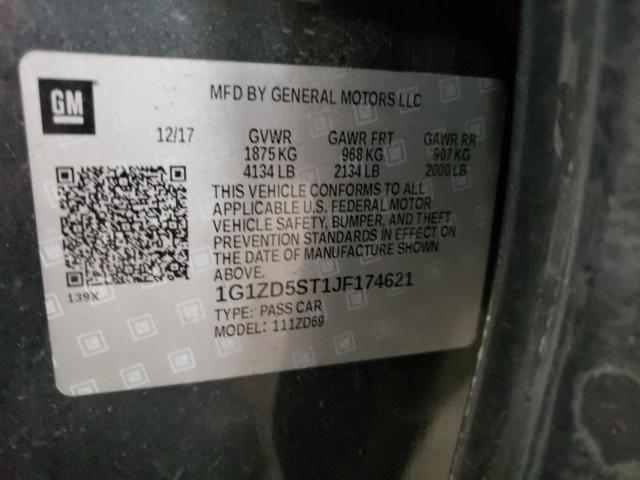 GM
MFD BY GENERAL MOTORS LLC
12/17 GVWR GAWR FRT GAWR RR
1875 KG 968 KG 907 KG
4134 LB 2134 LB 2000 LB
THIS VEHICLE CONFORMS TO ALL
APPLICABLE U.S. FEDERAL MOTOR
VEHICLE SAFETY, BUMPER, AND THEFT
PREVENTION STANDARDS IN EFFECT ON
THE DATE OF MANUFACTURE SHOWN
ABOVE.
139X
1G1ZD5ST1JF174621
TYPE: PASS CAR
MODEL: 111ZD69